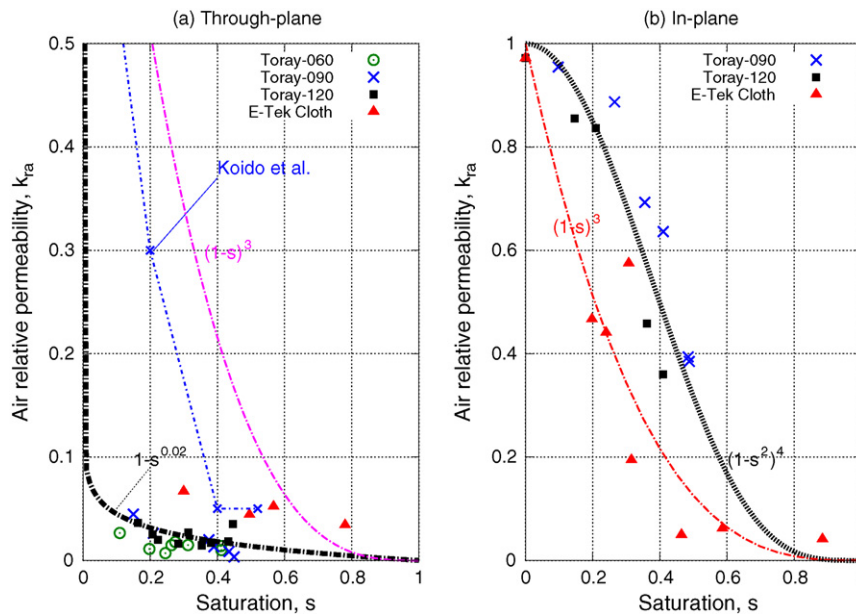 (a) Through-plane
Air relative permeability, k_ra
0.5
0.4
0.3
0.2
0.1
0
Toray-060
Toray-090
Toray-120
E-Tek Cloth
Koido et al.
(1-s)^3
1-s^0.02
0 0.2 0.4 0.6 0.8 1
Saturation, s
(b) In-plane
Air relative permeability, k_ra
1
0.8
0.6
0.4
0.2
0
Toray-090
Toray-120
E-Tek Cloth
(1-s)^3
(1-s^2)^4
0 0.2 0.4 0.6 0.8 1
Saturation, s